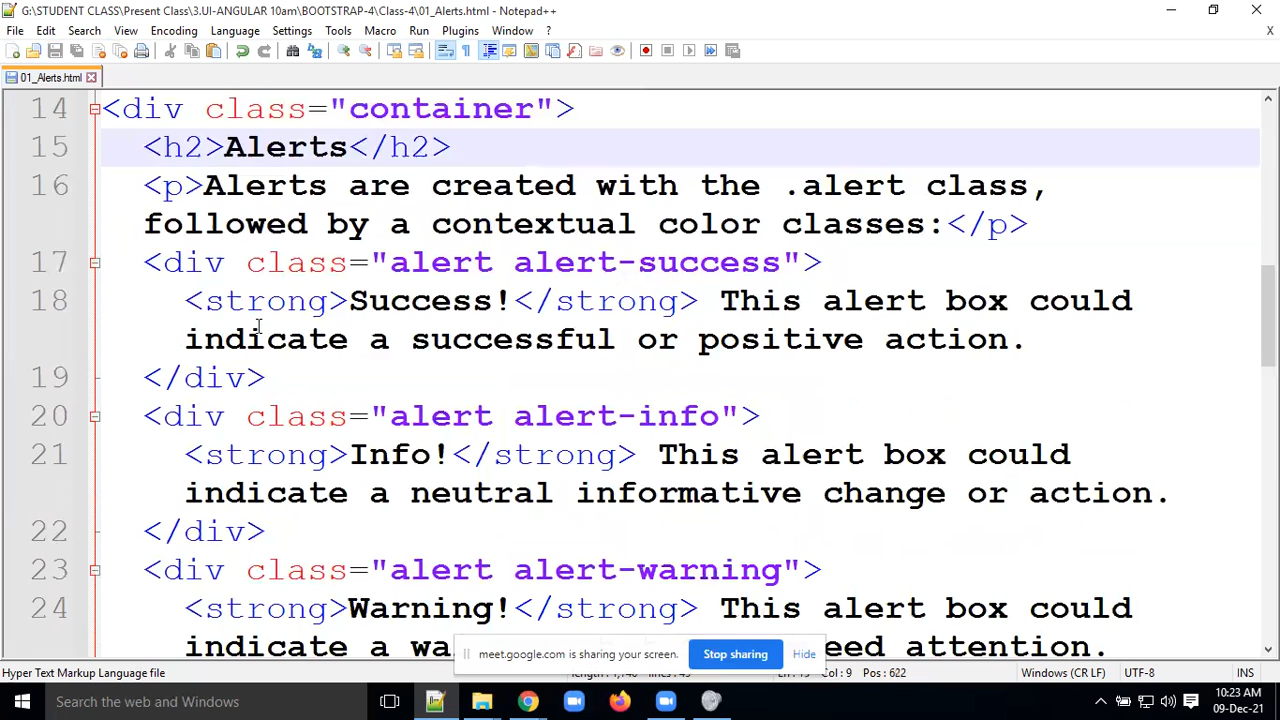 G:\STUDENT CLASS\Present Class\3.UI-ANGULAR 10am\BOOTSTRAP-4\Class-4\01_Alerts.html - Notepad++
File Edit Search View Encoding Language Settings Tools Macro Run Plugins Window ?
X
01_Alerts.html
14 <div class="container">
15 <h2>Alerts</h2>
16 <p>Alerts are created with the .alert class,
followed by a contextual color classes:</p>
17 <div class="alert alert-success">
18 <strong>Success!</strong> This alert box could
indicate a successful or positive action.
19 </div>
20 <div class="alert alert-info">
21 <strong>Info!</strong> This alert box could
indicate a neutral informative change or action.
22 </div>
23 <div class="alert alert-warning">
24 <strong>Warning!</strong> This alert box could
indicate a attention.
meet.google.com is sharing your screen. Stop sharing Hide
Hyper Text Markup Language file Col : 9 Pos : 622 Windows (CR LF) UTF-8 INS
Type here to search the web and Windows
10:23 AM
09-Dec-21